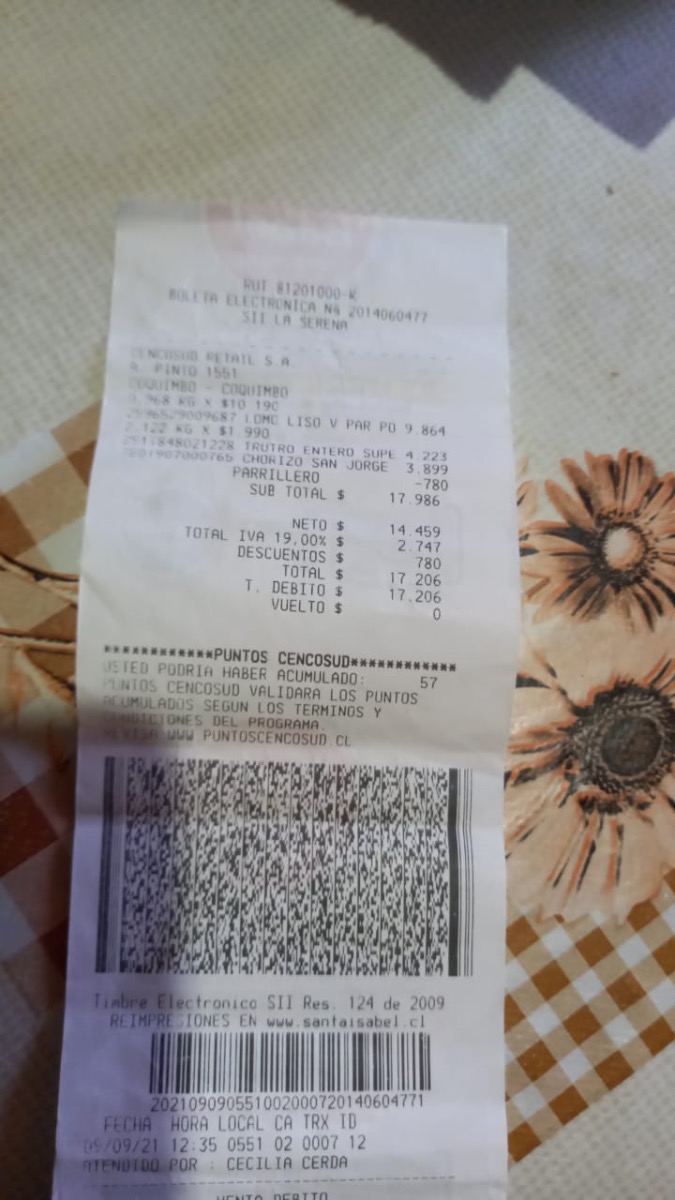 RUT 81201000-K
BOLETA ELECTRONICA Nº 2014060477
SII LA SERENA
CENCOSUD RETAIL S.A.
A. PINTO 1551
COQUIMBO - COQUIMBO
0.968 KG X $10.190
LOMO LISO V PAR PO 9.864
2.122 KG X $1.990
TRUTRO ENTERO SUPE 4.223
CHORIZO SAN JORGE 3.899
PARRILLERO -780
SUB TOTAL $ 17.986
NETO $ 14.459
TOTAL IVA 19,00% $ 2.747
DESCUENTOS $ 780
TOTAL $ 17.206
T. DEBITO $ 17.206
VUELTO $ 0
************PUNTOS CENCOSUD************
USTED PODRIA HABER ACUMULADO: 57
PUNTOS CENCOSUD VALIDARA LOS PUNTOS
ACUMULADOS SEGUN LOS TERMINOS Y
CONDICIONES DEL PROGRAMA.
REVISA WWW.PUNTOSCENCOSUD.CL
Timbre Electronico SII Res. 124 de 2009
REIMPRESIONES EN www.santaisabel.cl
202109090551002000720140604771
FECHA HORA LOCAL CA TRX ID
09/09/21 12:35 0551 02 0007 12
ATENDIDO POR : CECILIA CERDA
VENTA DEBITO